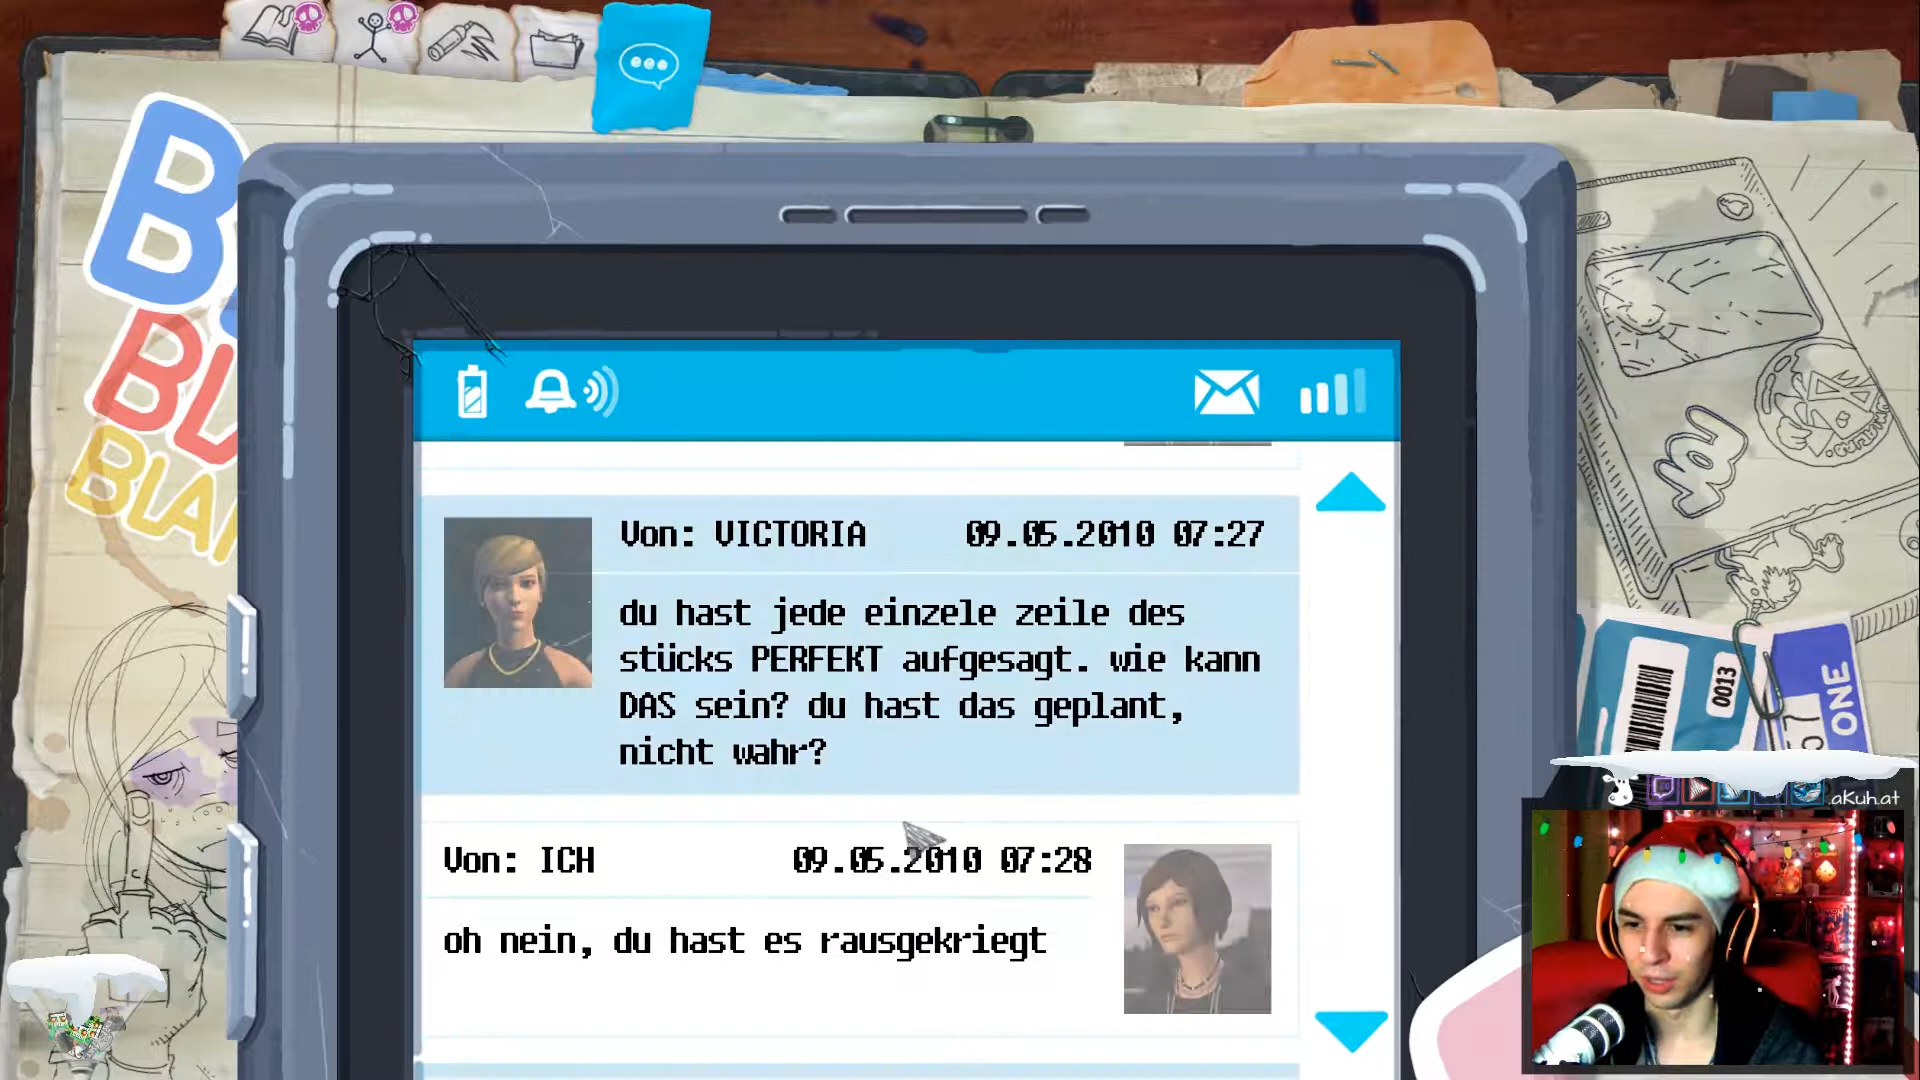 Von: VICTORIA 09.05.2010 07:27
du hast jede einzele zeile des
stücks PERFEKT aufgesagt. wie kann
DAS sein? du hast das geplant,
nicht wahr?
Von: ICH 09.05.2010 07:28
oh nein, du hast es rausgekriegt
0013
ONE
.aKuh.at